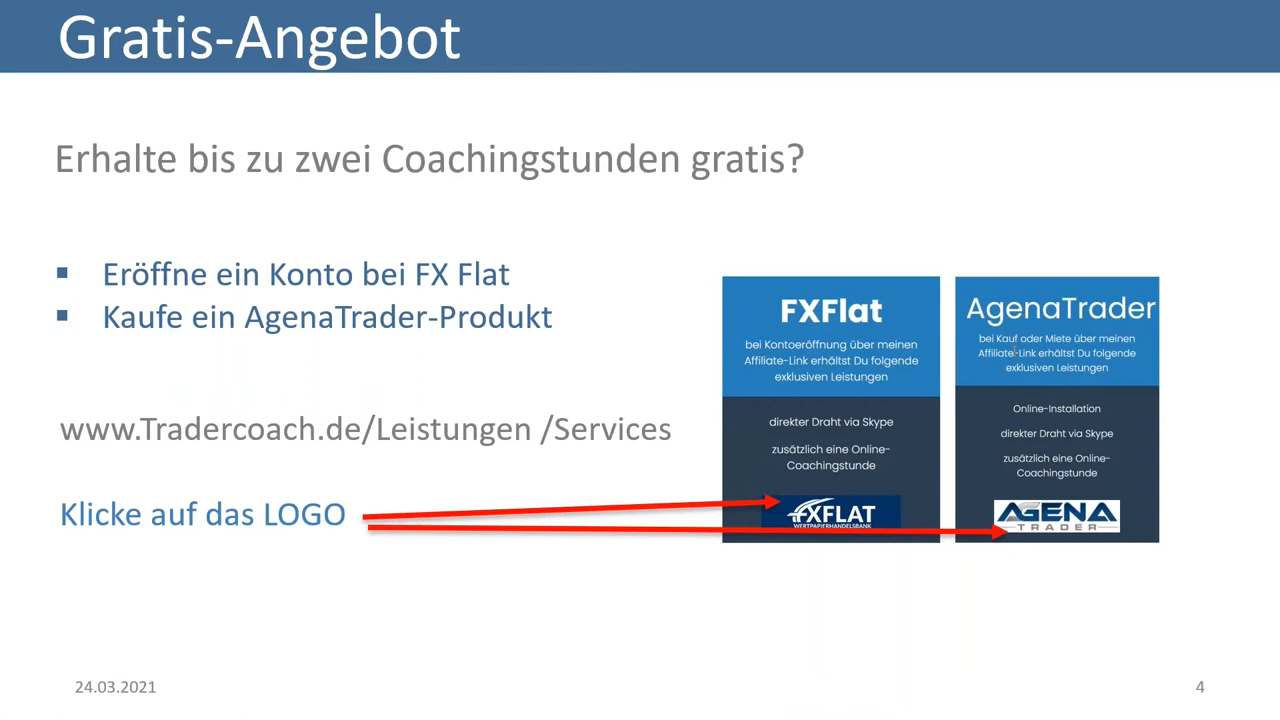 Gratis-Angebot
Erhalte bis zu zwei Coachingstunden gratis?
▪ Eröffne ein Konto bei FX Flat
▪ Kaufe ein AgenaTrader-Produkt
www.Tradercoach.de/Leistungen /Services
Klicke auf das LOGO
FXFlat
bei Kontoeröffnung über meinen
Affiliate-Link erhältst Du folgende
exklusiven Leistungen
direkter Draht via Skype
zusätzlich eine Online-
Coachingstunde
FXFLAT
WERTPAPIERHANDELSBANK
AgenaTrader
bei Kauf oder Miete über meinen
Affiliate-Link erhältst Du folgende
exklusiven Leistungen
Online-Installation
direkter Draht via Skype
zusätzlich eine Online-
Coachingstunde
AGENA
TRADER
24.03.2021
4